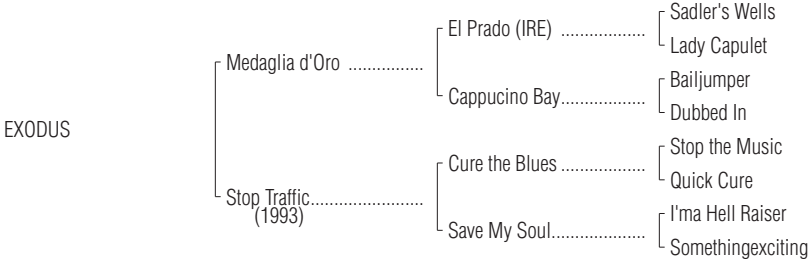 Sadler's Wells
El Prado (IRE) ..................
Lady Capulet
Medaglia d'Oro ................
Bailjumper
Cappucino Bay..................
Dubbed In
EXODUS
Stop the Music
Cure the Blues ..................
Quick Cure
Stop Traffic........................
(1993)
I'ma Hell Raiser
Save My Soul....................
Somethingexciting